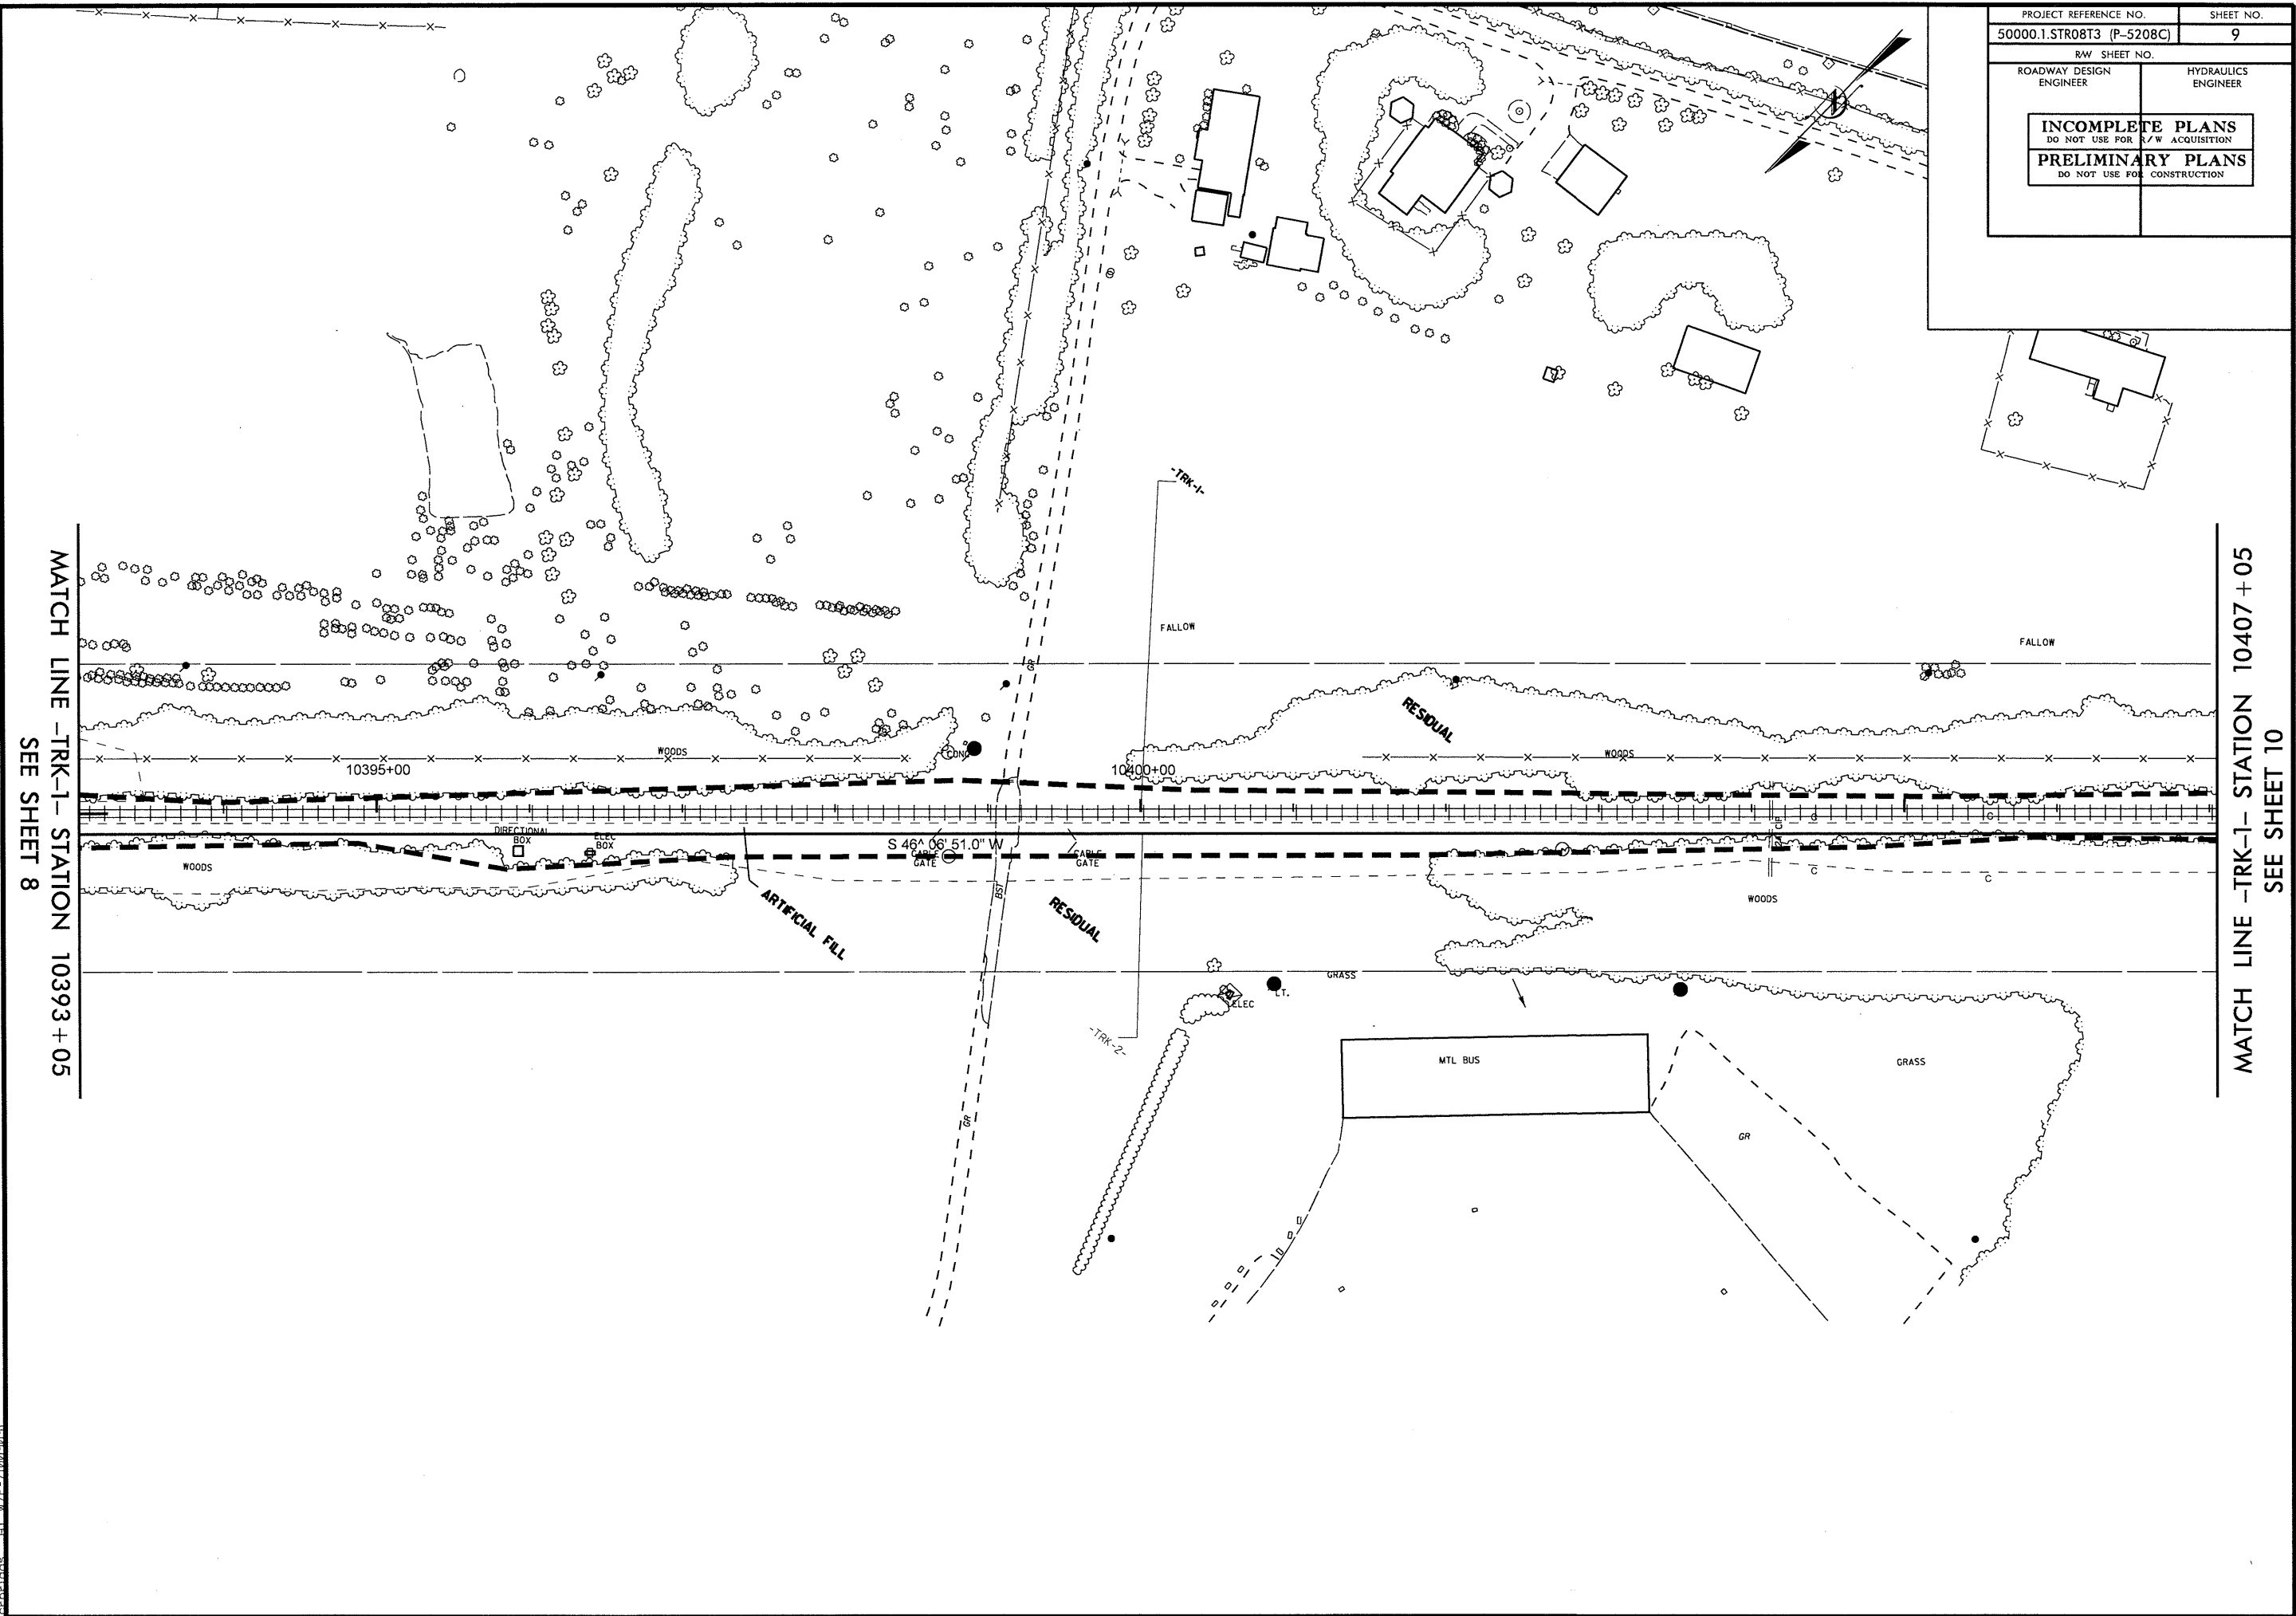 PROJECT REFERENCE NO. SHEET NO.
50000.1.STR08T3 (P-5208C) 9
RW SHEET NO.
ROADWAY DESIGN ENGINEER
HYDRAULICS ENGINEER
INCOMPLETE PLANS
DO NOT USE FOR R/W ACQUISITION
PRELIMINARY PLANS
DO NOT USE FOR CONSTRUCTION
-TRK-1-
FALLOW
FALLOW
GR
RESIDUAL
WOODS
CONC
WOODS
10395+00
10400+00
DIRECTIONAL
BOX
ELEC
BOX
S 46^ 06' 51.0" W
CABLE
GATE
CABLE
GATE
C
C
WOODS
BST
C
C
WOODS
ARTIFICIAL FILL
RESIDUAL
GRASS
ELEC
LT.
-TRK-2-
MTL BUS
GRASS
GR
GR
MATCH LINE -TRK-1- STATION 10393+05
SEE SHEET 8
MATCH LINE -TRK-1- STATION 10407+05
SEE SHEET 10